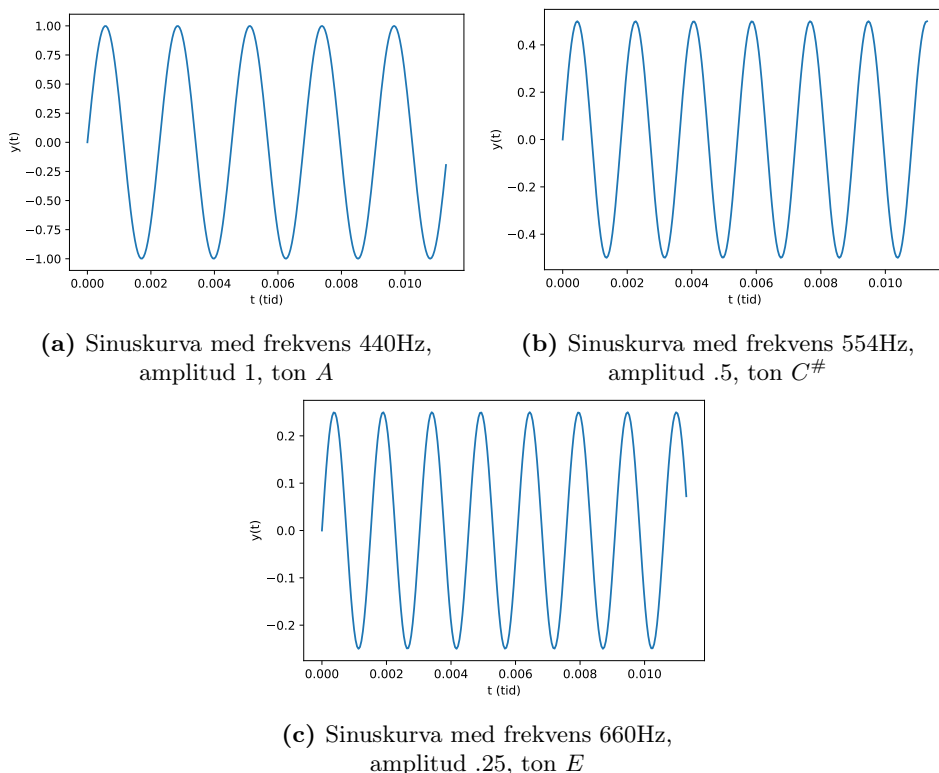 1.00
0.75
0.50
0.25
0.00
−0.25
−0.50
−0.75
−1.00
y(t)
0.000 0.002 0.004 0.006 0.008 0.010
t (tid)
(a) Sinuskurva med frekvens 440Hz,
amplitud 1, ton A
0.4
0.2
0.0
−0.2
−0.4
y(t)
0.000 0.002 0.004 0.006 0.008 0.010
t (tid)
(b) Sinuskurva med frekvens 554Hz,
amplitud .5, ton C#
0.2
0.1
0.0
−0.1
−0.2
y(t)
0.000 0.002 0.004 0.006 0.008 0.010
t (tid)
(c) Sinuskurva med frekvens 660Hz,
amplitud .25, ton E